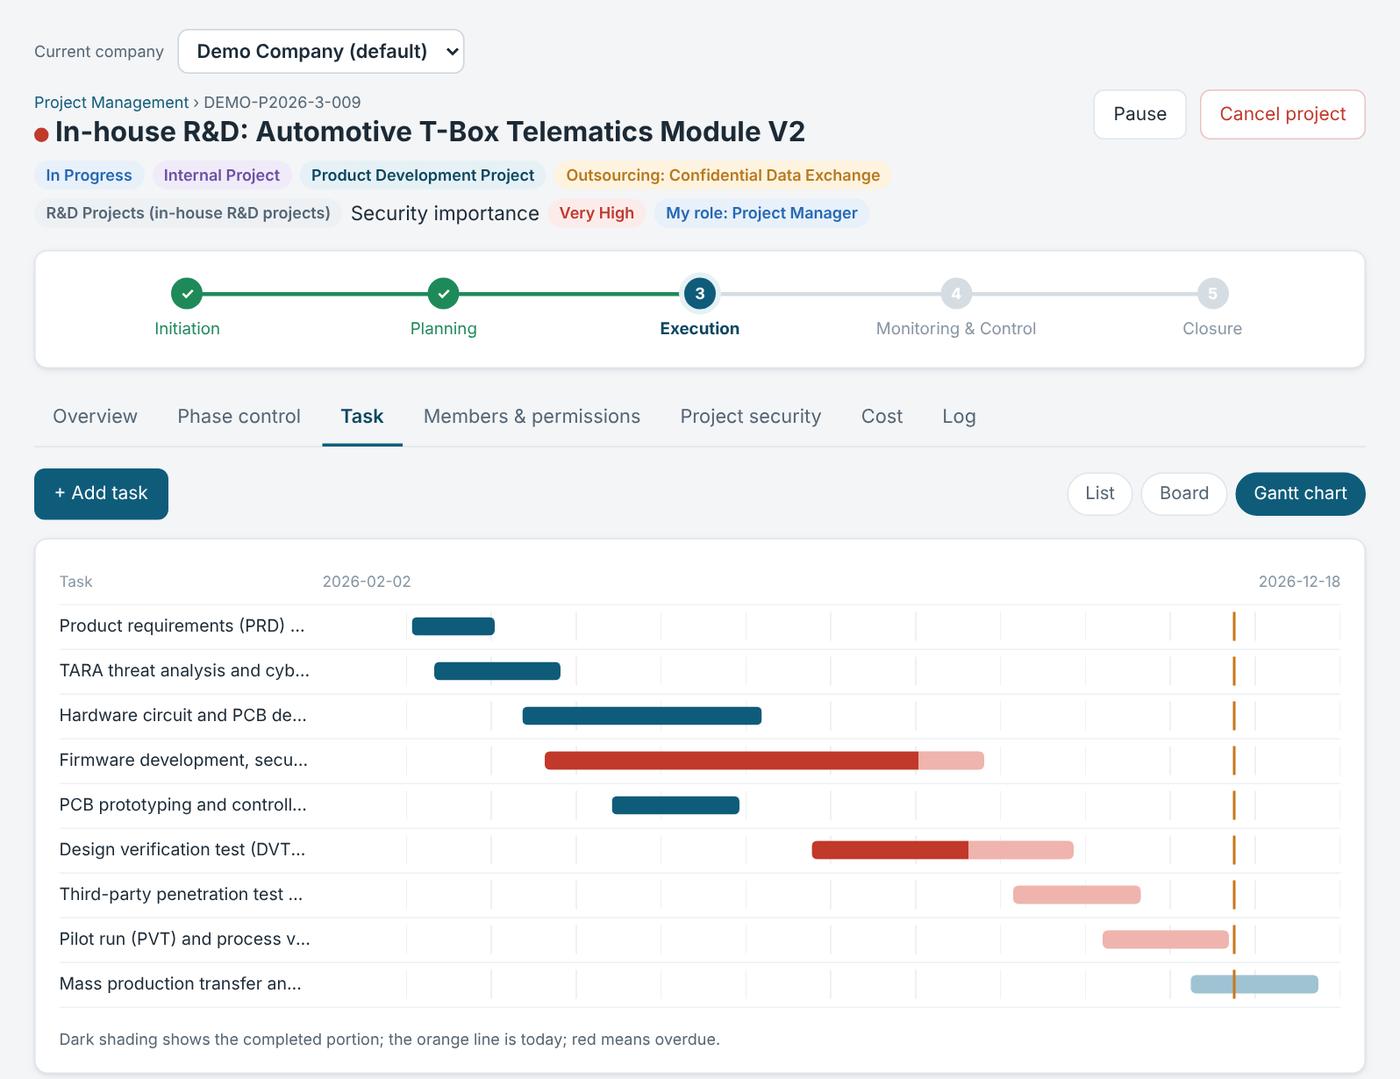 Current company
Demo Company (default)
Project Management › DEMO-P2026-3-009
In-house R&D: Automotive T-Box Telematics Module V2
Pause
Cancel project
In Progress
Internal Project
Product Development Project
Outsourcing: Confidential Data Exchange
R&D Projects (in-house R&D projects)
Security importance
Very High
My role: Project Manager
3
4
5
Initiation
Planning
Execution
Monitoring & Control
Closure
Overview
Phase control
Task
Members & permissions
Project security
Cost
Log
+ Add task
List
Board
Gantt chart
Task
2026-02-02
2026-12-18
Product requirements (PRD) ...
TARA threat analysis and cyb...
Hardware circuit and PCB de...
Firmware development, secu...
PCB prototyping and controll...
Design verification test (DVT...
Third-party penetration test ...
Pilot run (PVT) and process v...
Mass production transfer an...
Dark shading shows the completed portion; the orange line is today; red means overdue.